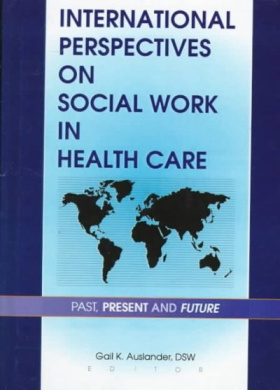 INTERNATIONAL
PERSPECTIVES
ON
SOCIAL WORK
IN
HEALTH CARE
PAST, PRESENT AND FUTURE
Gail K. Auslander, DSW
EDITOR